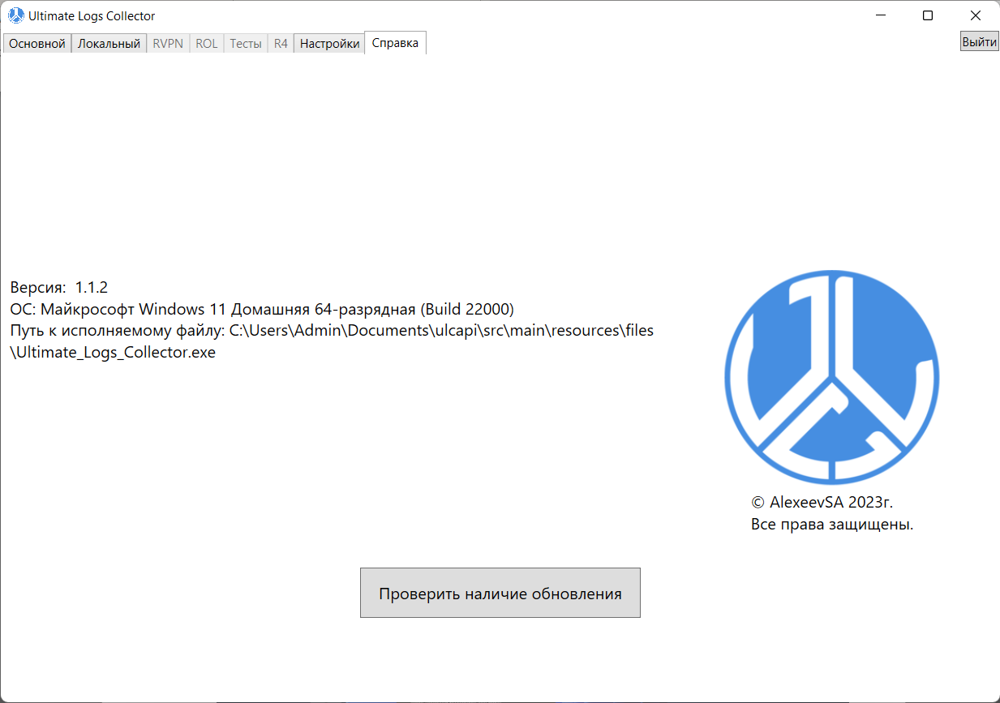 Ultimate Logs Collector
Основной Локальный RVPN ROL Тесты R4 Настройки Справка Выйти
Версия: 1.1.2
ОС: Майкрософт Windows 11 Домашняя 64-разрядная (Build 22000)
Путь к исполняемому файлу: C:\Users\Admin\Documents\ulcapi\src\main\resources\files
\Ultimate_Logs_Collector.exe
© AlexeevSA 2023г.
Все права защищены.
Проверить наличие обновления